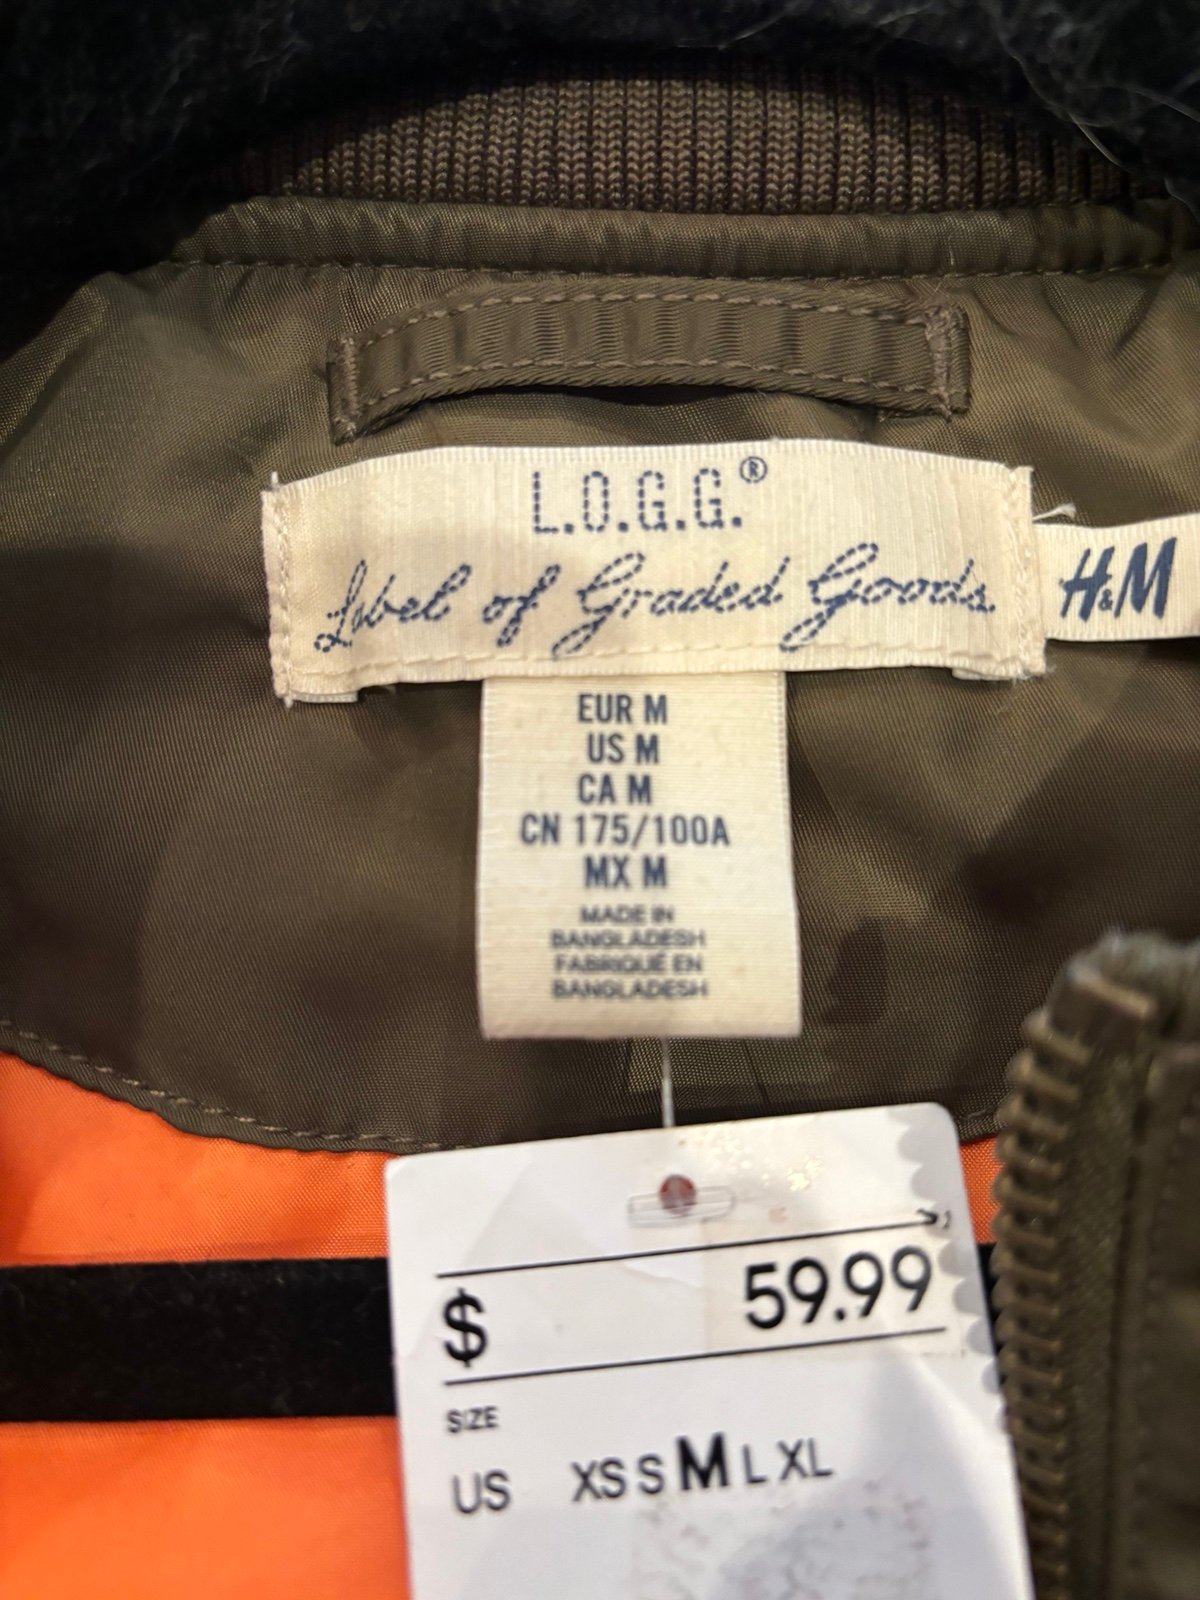 L.O.G.G.®
Label of Graded Goods
H&M
EUR M
US M
CA M
CN 175/100A
MX M
MADE IN
BANGLADESH
FABRIQUÉ EN
BANGLADESH
$ 59.99
SIZE
US XS S M L XL